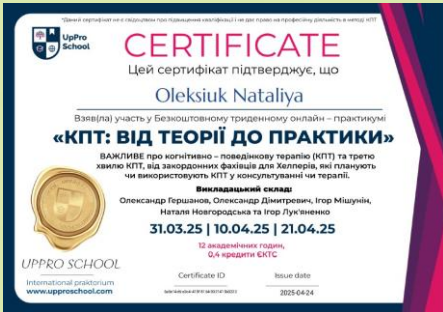 *Даний сертифікат не є свідоцтвом про підвищення кваліфікації і не дає право на професійну діяльність в методі КПТ
UpPro
School
CERTIFICATE
Цей сертифікат підтверджує, що
Oleksiuk Nataliya
Взяв(ла) участь у Безкоштовному триденному онлайн – практикумі
«КПТ: ВІД ТЕОРІЇ ДО ПРАКТИКИ»
ВАЖЛИВЕ про когнітивно – поведінкову терапію (КПТ) та третю
хвилю КПТ, від закордонних фахівців для Хелперів, які планують
чи використовують КПТ у консультуванні чи терапії.
Викладацький склад:
Олександр Гершанов, Олександр Дімитревич, Ігор Мішунін,
Наталя Новгородська та Ігор Лук'яненко
31.03.25 | 10.04.25 | 21.04.25
12 академічних годин,
0,4 кредити ЄКТС
UPPRO SCHOOL
International praktorium
www.upproschool.com
Certificate ID
Issue date
2025-04-24